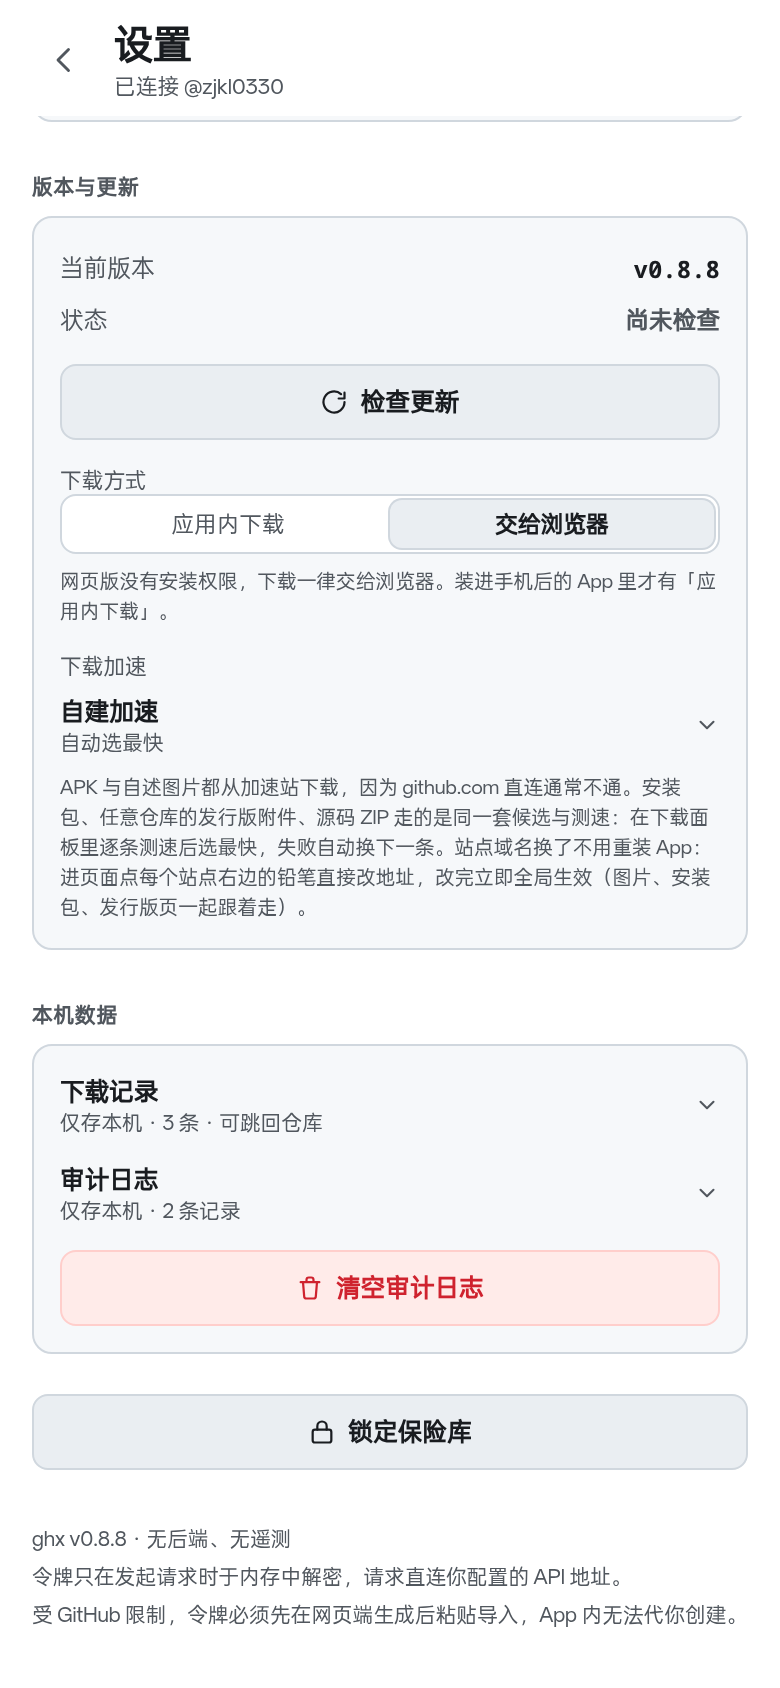 设置
已连接 @zjkl0330
版本与更新
当前版本 v0.8.8
状态 尚未检查
检查更新
下载方式
应用内下载 交给浏览器
网页版没有安装权限，下载一律交给浏览器。装进手机后的 App 里才有「应
用内下载」。
下载加速
自建加速
自动选最快
APK 与自述图片都从加速站下载，因为 github.com 直连通常不通。安装
包、任意仓库的发行版附件、源码 ZIP 走的是同一套候选与测速：在下载面
板里逐条测速后选最快，失败自动换下一条。站点域名换了不用重装 App：
进页面点每个站点右边的铅笔直接改地址，改完立即全局生效（图片、安装
包、发行版页一起跟着走）。
本机数据
下载记录
仅存本机 · 3 条 · 可跳回仓库
审计日志
仅存本机 · 2 条记录
清空审计日志
锁定保险库
ghx v0.8.8 · 无后端、无遥测
令牌只在发起请求时于内存中解密，请求直连你配置的 API 地址。
受 GitHub 限制，令牌必须先在网页端生成后粘贴导入，App 内无法代你创建。